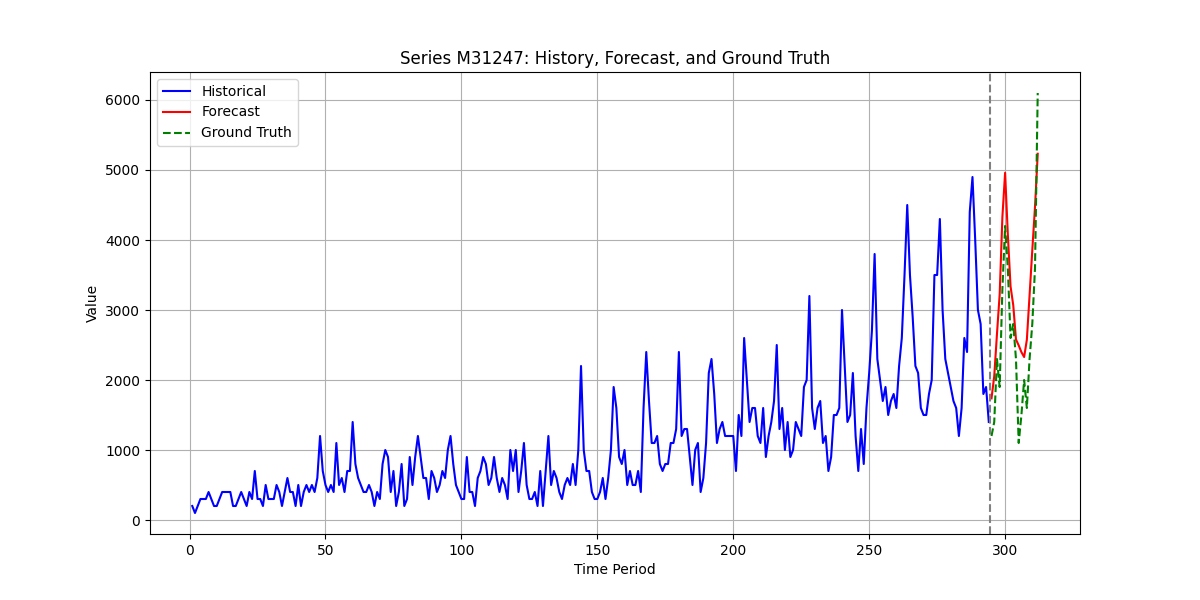 Series M31247: History, Forecast, and Ground Truth
Historical
Forecast
Ground Truth
6000
5000
4000
3000
2000
1000
0
Value
0 50 100 150 200 250 300
Time Period